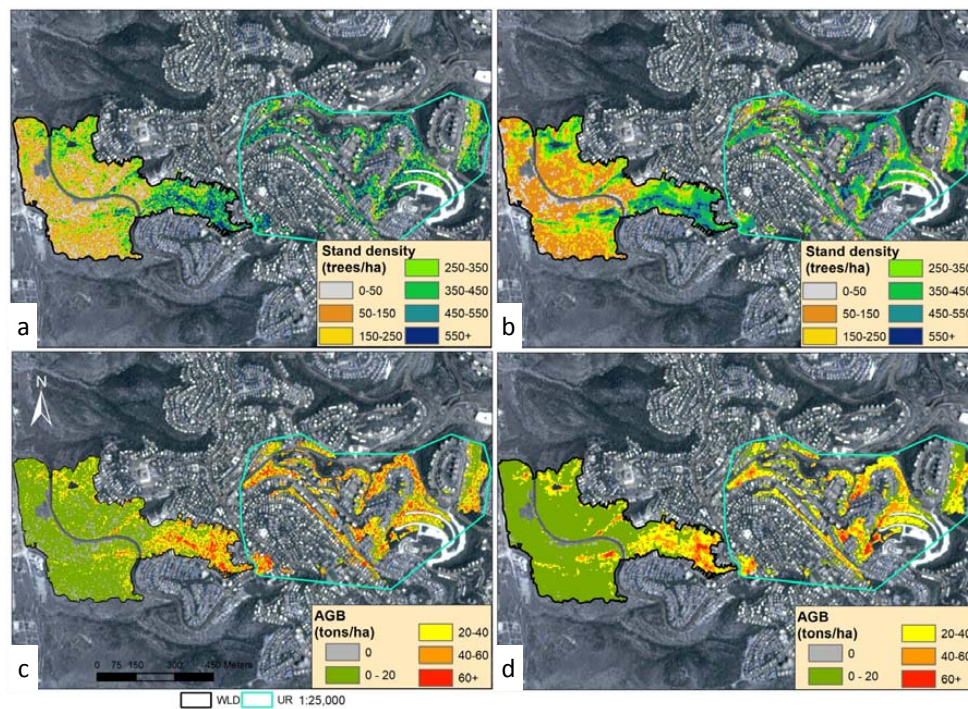 a
Stand density
(trees/ha)
0-50
50-150
150-250
250-350
350-450
450-550
550+
b
Stand density
(trees/ha)
0-50
50-150
150-250
250-350
350-450
450-550
550+
N
c
0 75 150 300 450 Meters
AGB
(tons/ha)
0
0 - 20
20-40
40-60
60+
d
AGB
(tons/ha)
0
0 - 20
20-40
40-60
60+
WLD UR 1:25,000